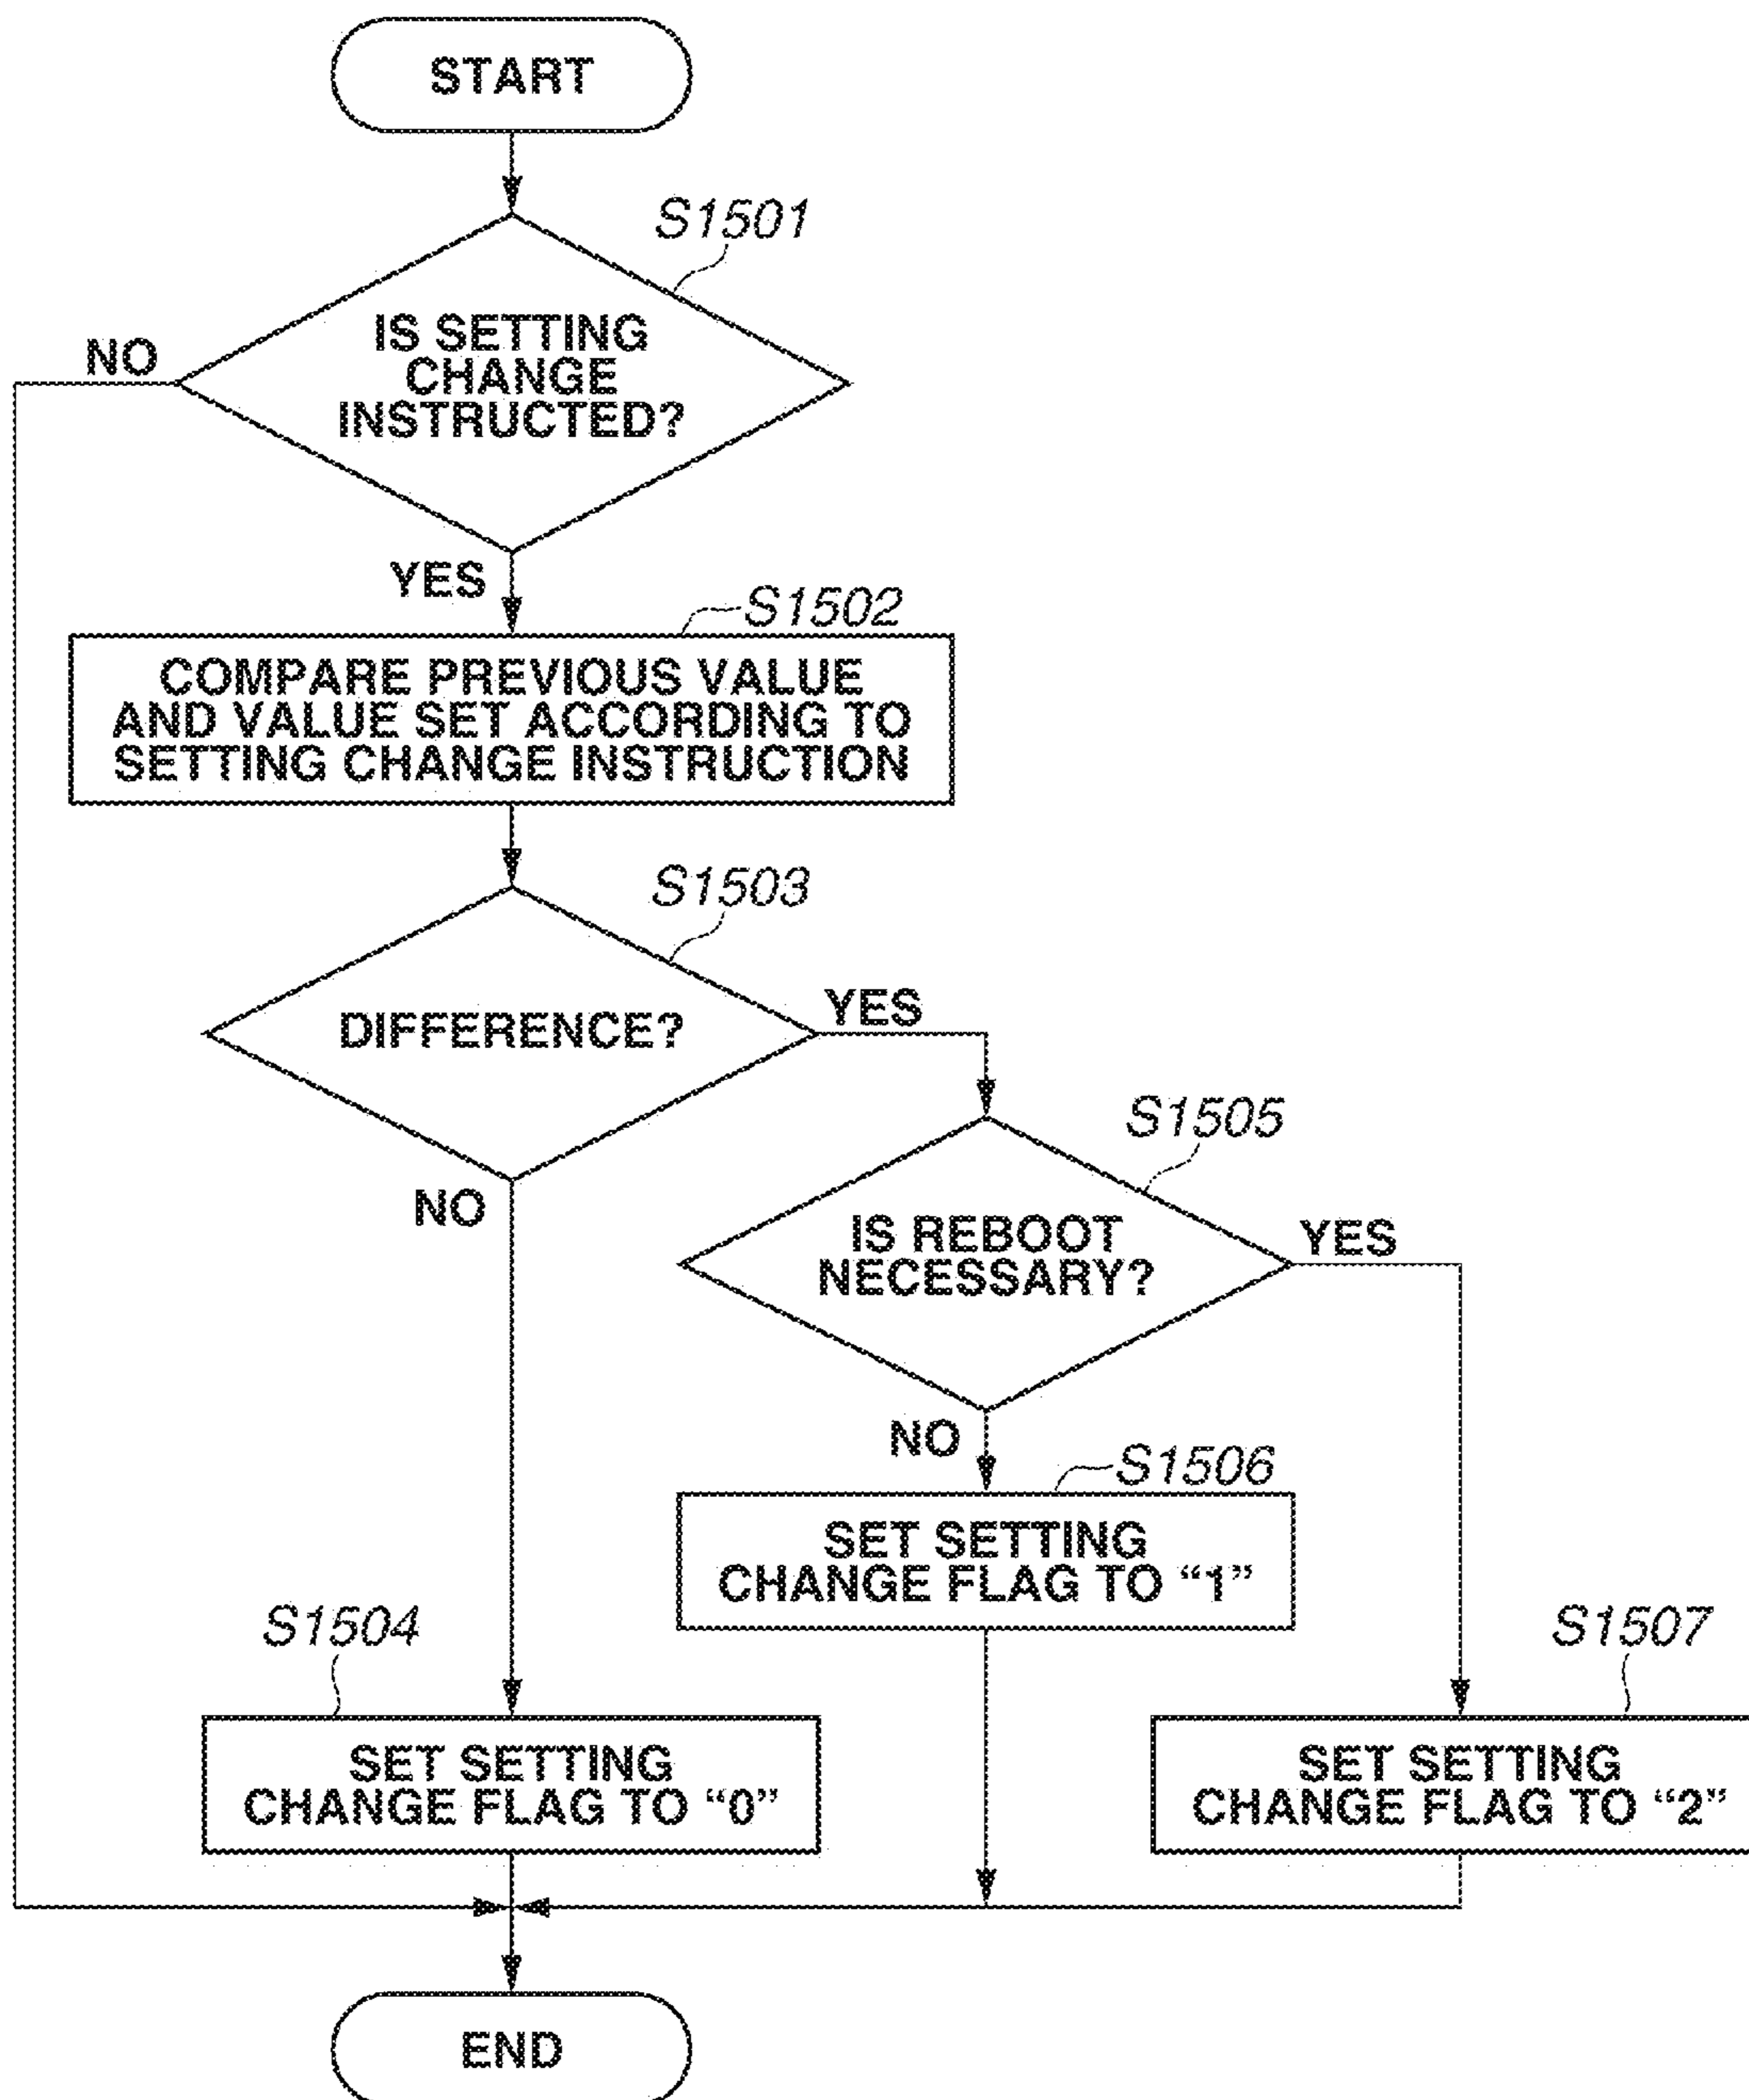 START
S1501
IS SETTING
CHANGE
INSTRUCTED?
NO
YES
S1502
COMPARE PREVIOUS VALUE
AND VALUE SET ACCORDING TO
SETTING CHANGE INSTRUCTION
S1503
DIFFERENCE?
YES
NO
S1505
IS REBOOT
NECESSARY?
YES
NO
S1506
SET SETTING
CHANGE FLAG TO “1”
S1504
SET SETTING
CHANGE FLAG TO “0”
S1507
SET SETTING
CHANGE FLAG TO “2”
END